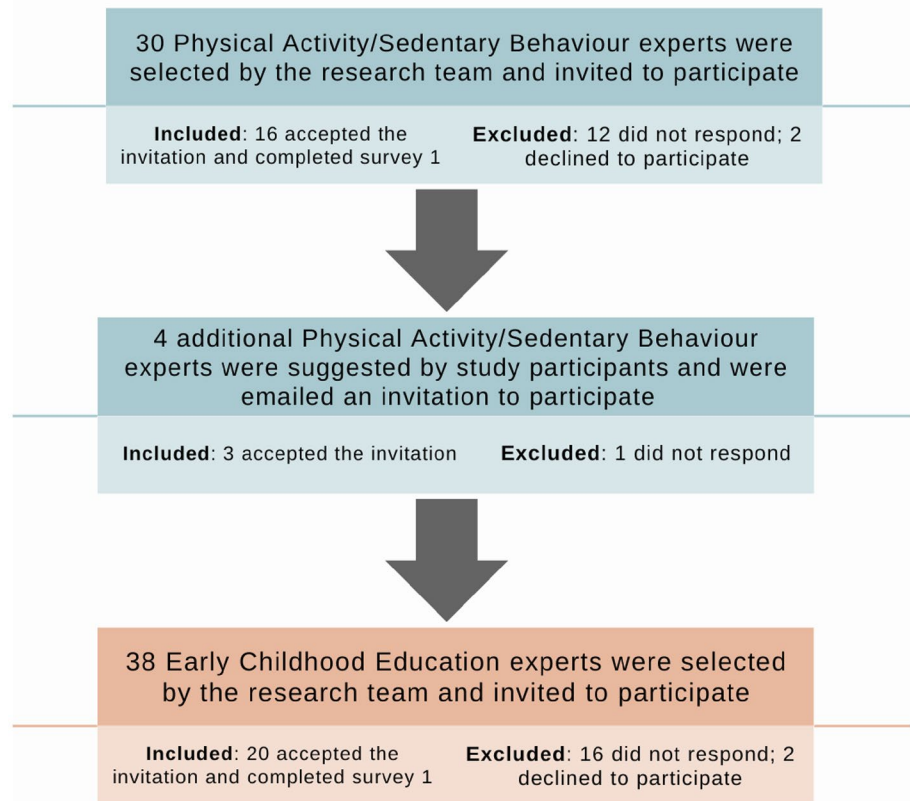 30 Physical Activity/Sedentary Behaviour experts were
selected by the research team and invited to participate
Included: 16 accepted the
invitation and completed survey 1
Excluded: 12 did not respond; 2
declined to participate
4 additional Physical Activity/Sedentary Behaviour
experts were suggested by study participants and were
emailed an invitation to participate
Included: 3 accepted the invitation
Excluded: 1 did not respond
38 Early Childhood Education experts were selected
by the research team and invited to participate
Included: 20 accepted the
invitation and completed survey 1
Excluded: 16 did not respond; 2
declined to participate